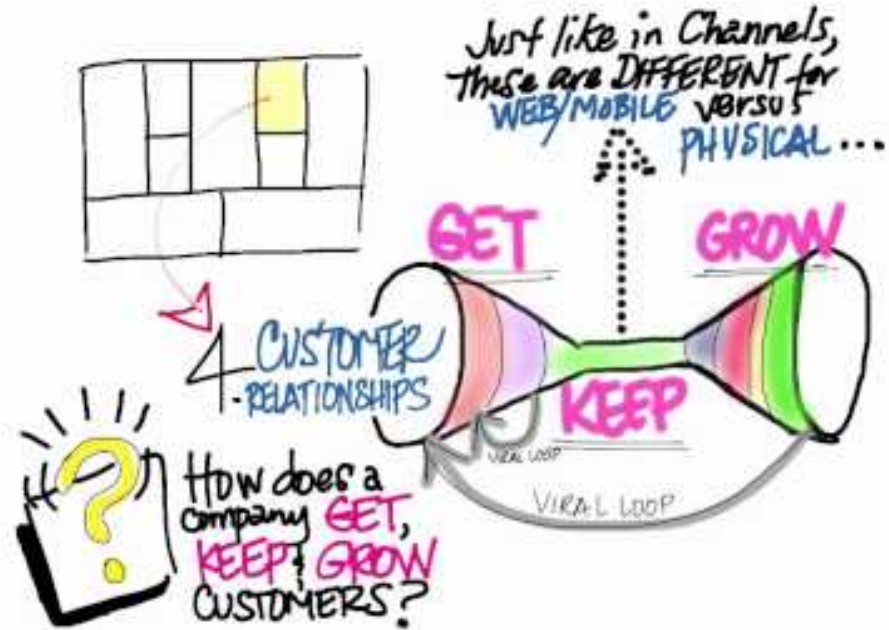 Just like in Channels,
these are DIFFERENT for
WEB/MOBILE versus
PHYSICAL ...
GET
GROW
4. CUSTOMER
RELATIONSHIPS
KEEP
VIRAL LOOP
VIRAL LOOP
?
How does a
company GET,
KEEP & GROW
CUSTOMERS?